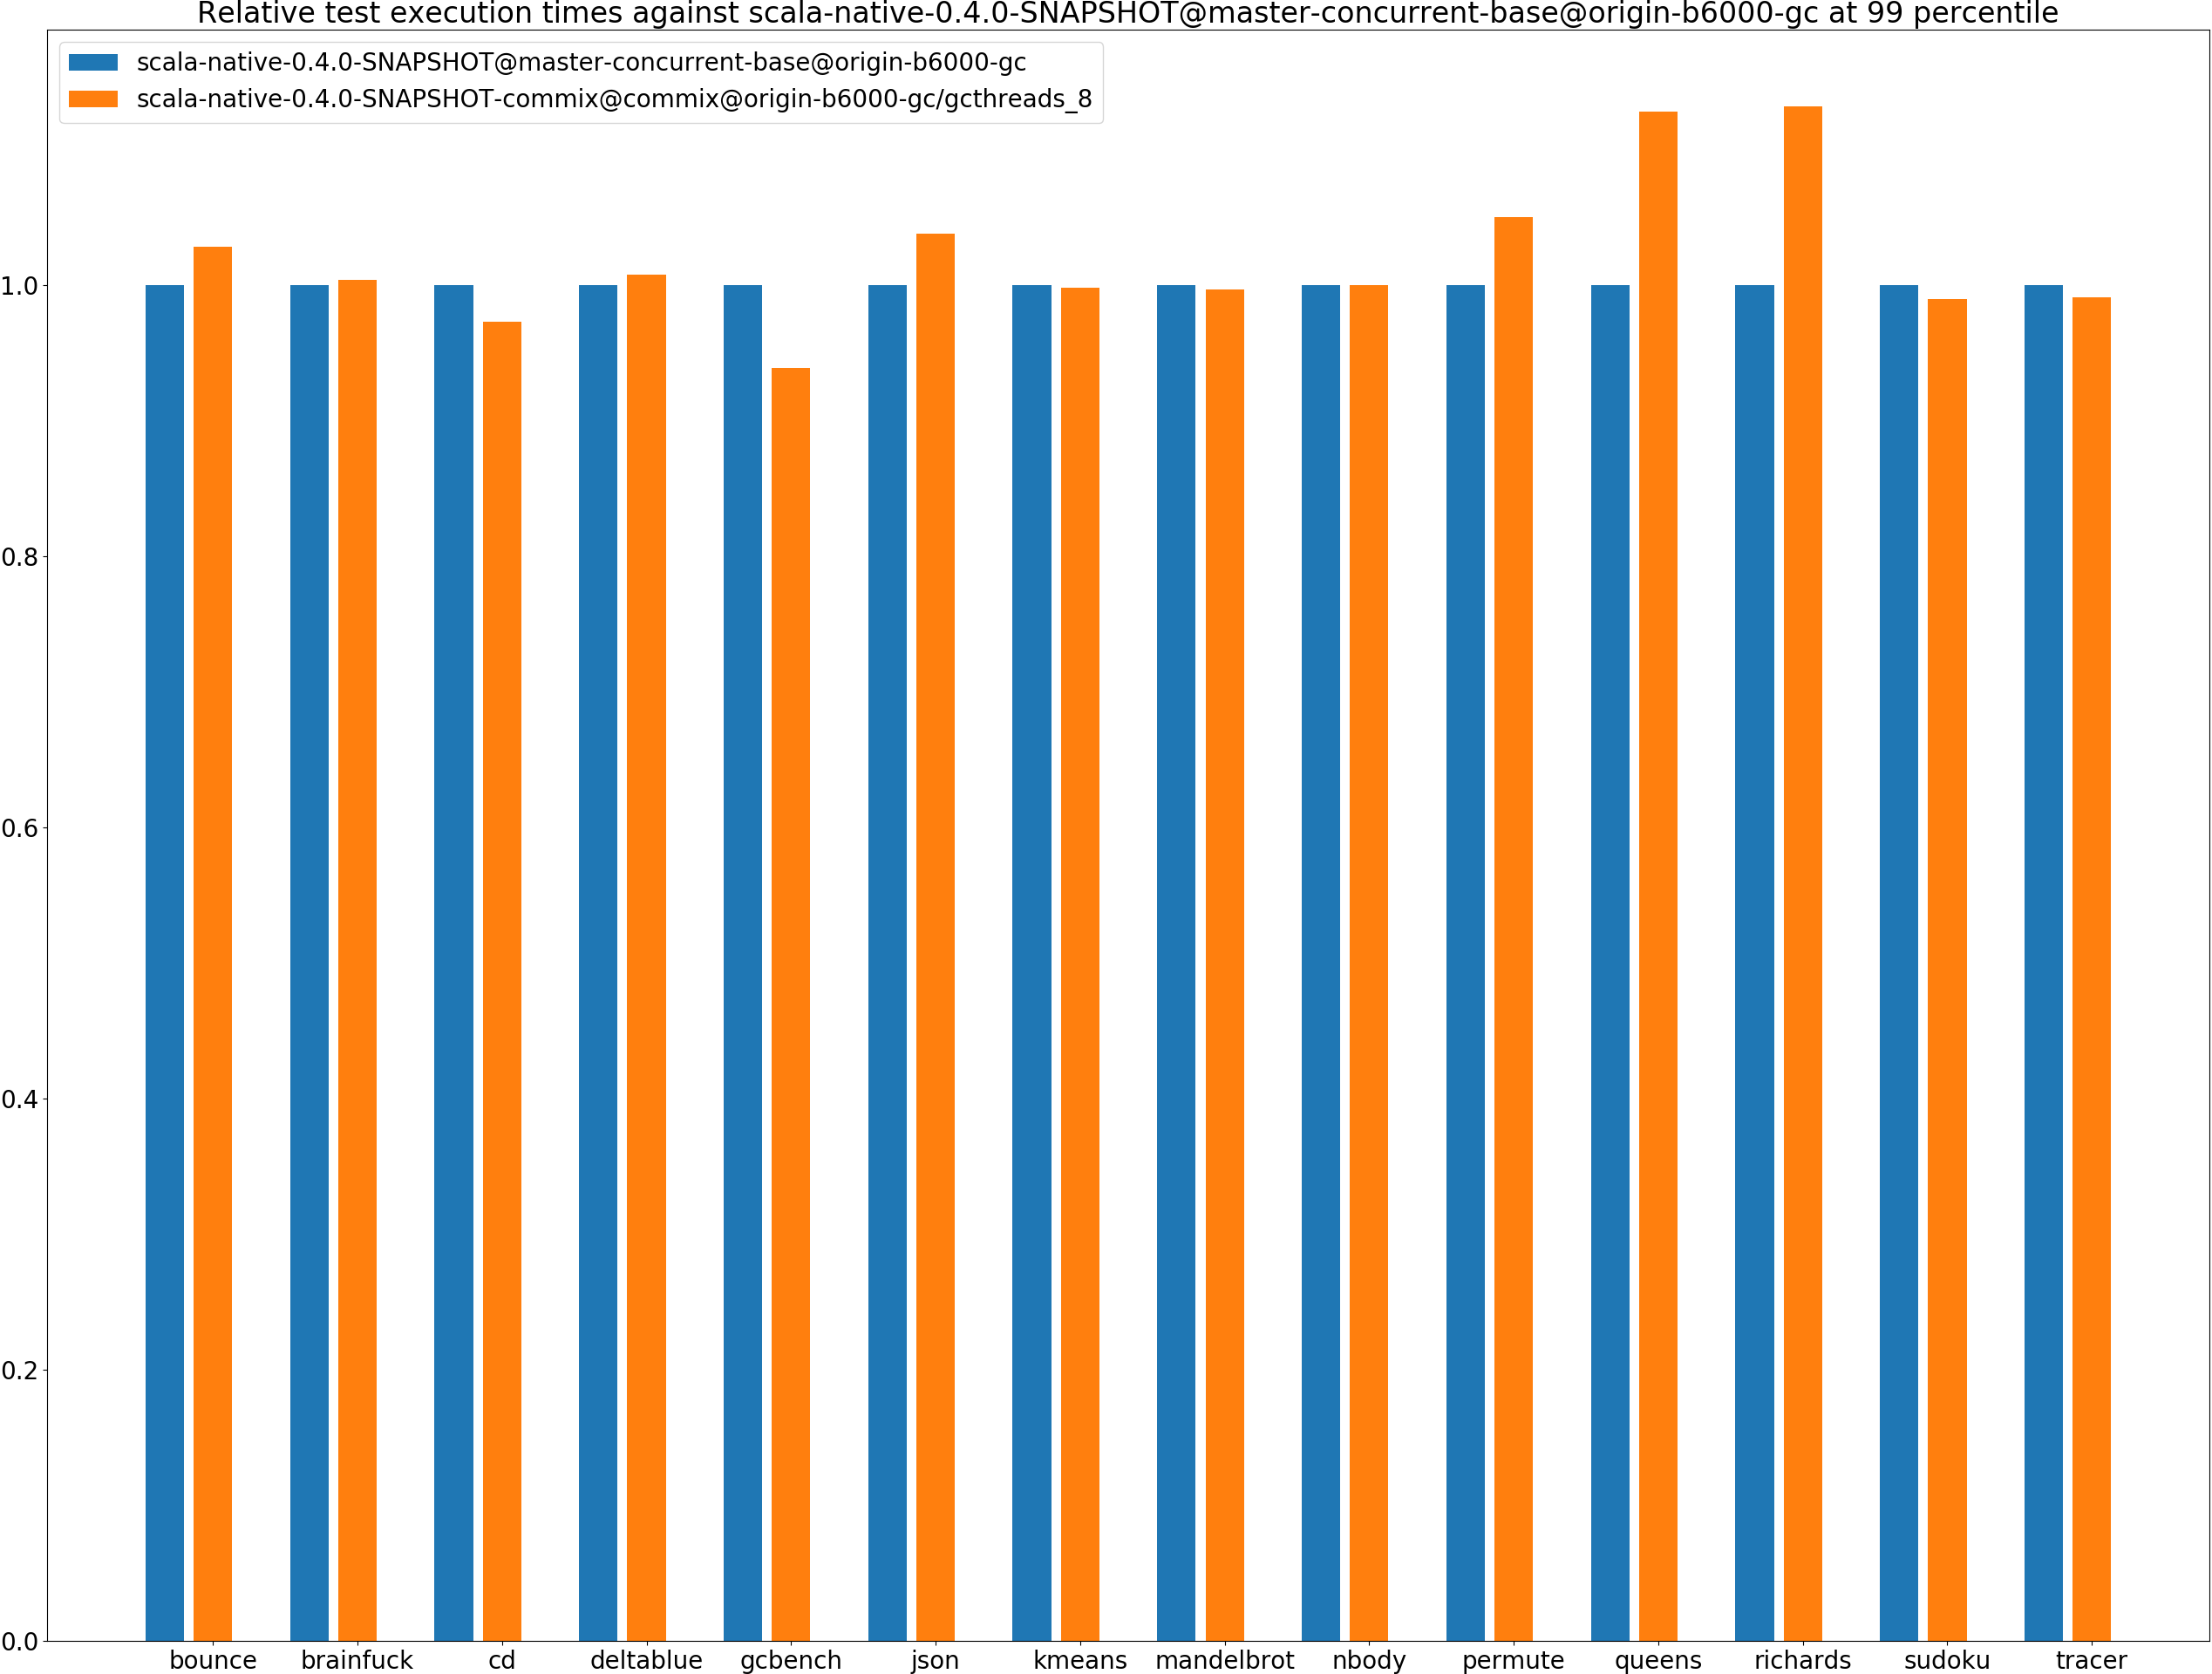 Relative test execution times against scala-native-0.4.0-SNAPSHOT@master-concurrent-base@origin-b6000-gc at 99 percentile
scala-native-0.4.0-SNAPSHOT@master-concurrent-base@origin-b6000-gc
scala-native-0.4.0-SNAPSHOT-commix@commix@origin-b6000-gc/gcthreads_8
1.0
0.8
0.6
0.4
0.2
0.0
bounce brainfuck cd deltablue gcbench json kmeans mandelbrot nbody permute queens richards sudoku tracer